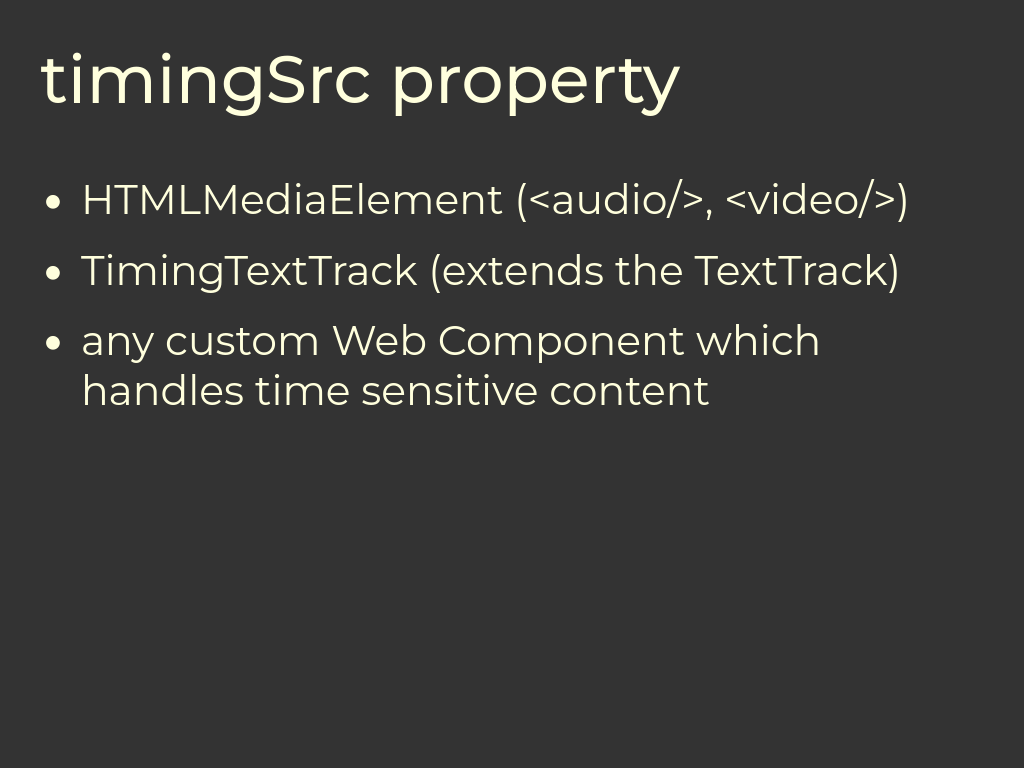 timingSrc property
• HTMLMediaElement (<audio/>, <video/>)
• TimingTextTrack (extends the TextTrack)
• any custom Web Component which
handles time sensitive content